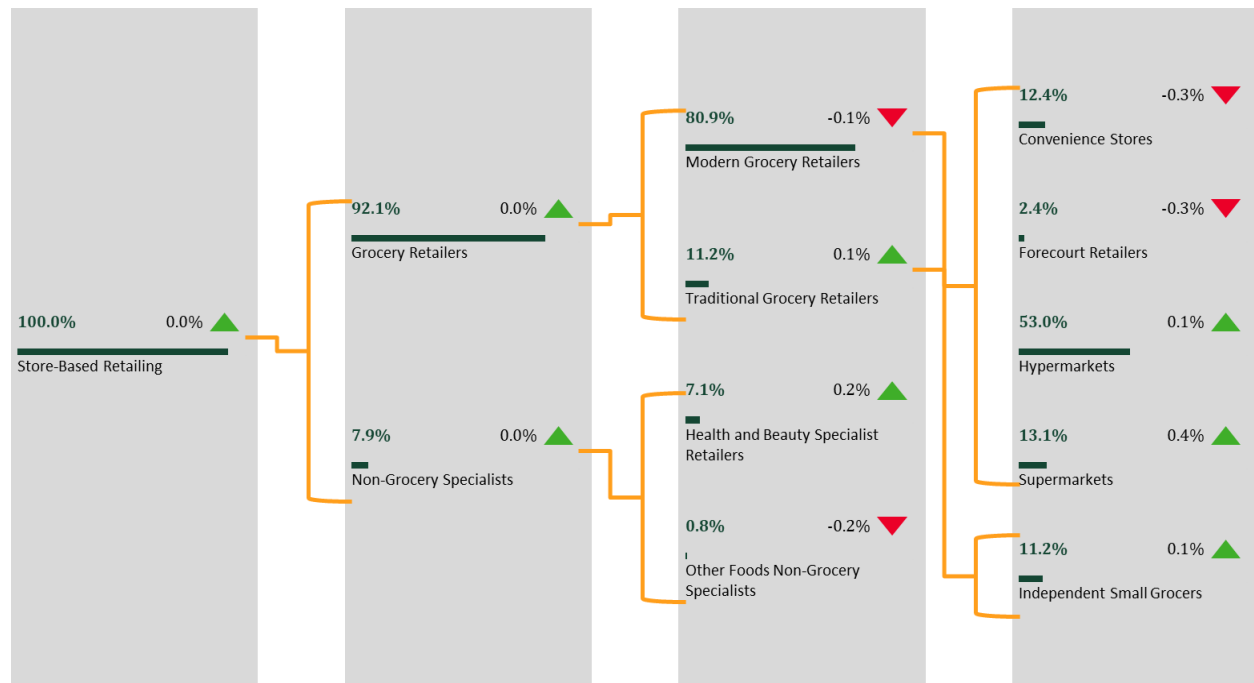 100.0% 0.0%
Store-Based Retailing
92.1% 0.0%
Grocery Retailers
7.9% 0.0%
Non-Grocery Specialists
80.9% -0.1%
Modern Grocery Retailers
11.2% 0.1%
Traditional Grocery Retailers
7.1% 0.2%
Health and Beauty Specialist
Retailers
0.8% -0.2%
Other Foods Non-Grocery
Specialists
12.4% -0.3%
Convenience Stores
2.4% -0.3%
Forecourt Retailers
53.0% 0.1%
Hypermarkets
13.1% 0.4%
Supermarkets
11.2% 0.1%
Independent Small Grocers